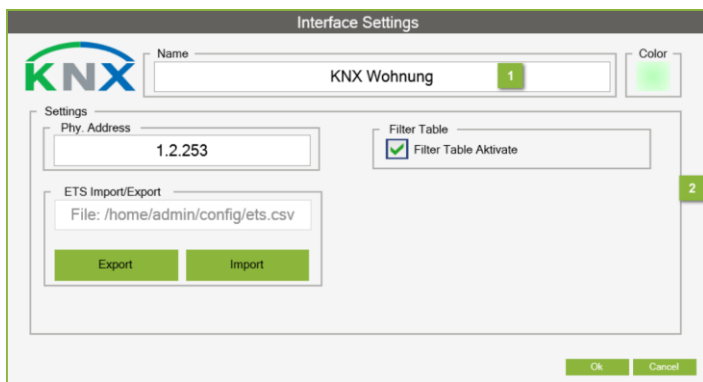 Interface Settings
KNX
Name
KNX Wohnung
1
Color
Settings
Phy. Address
1.2.253
Filter Table
Filter Table Aktivate
2
ETS Import/Export
File: /home/admin/config/ets.csv
Export
Import
Ok
Cancel